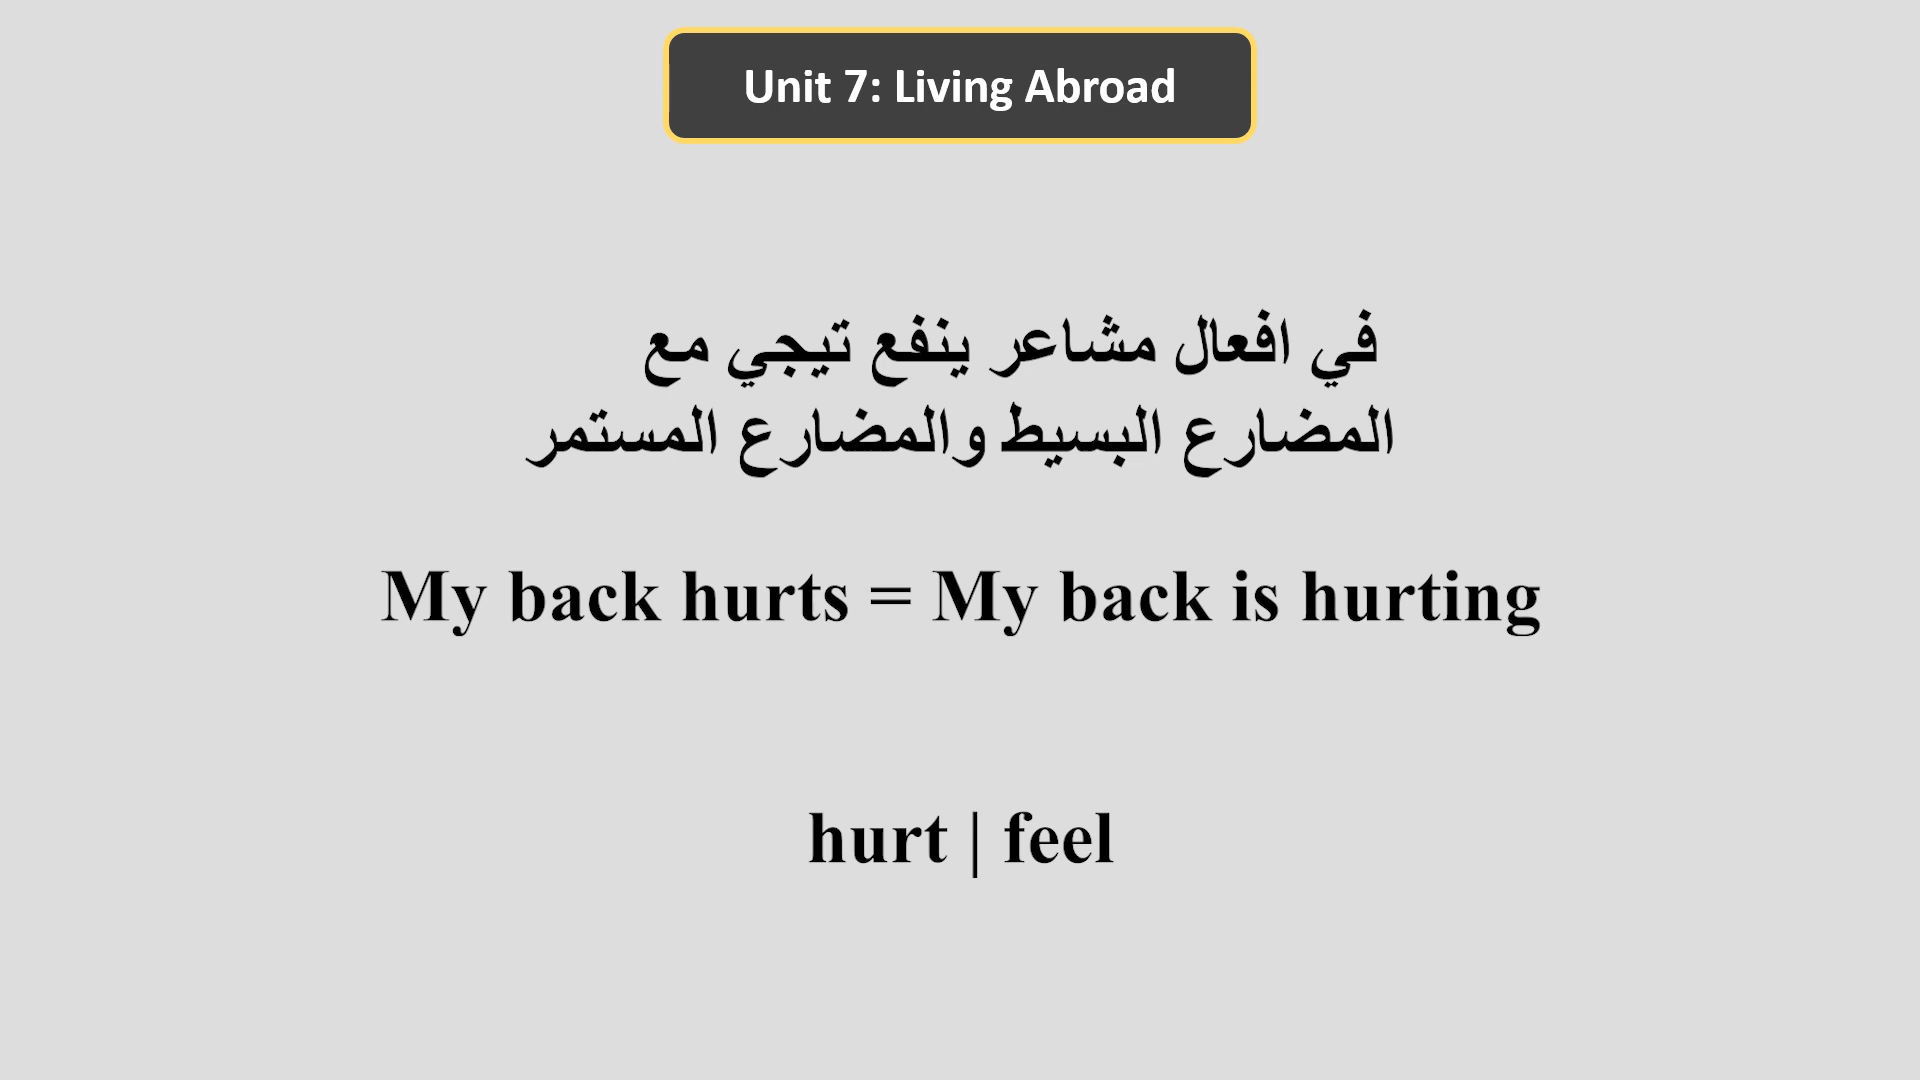 Unit 7: Living Abroad
في افعال مشاعر ينفع تيجي مع
المضارع البسيط والمضارع المستمر
My back hurts = My back is hurting
hurt | feel